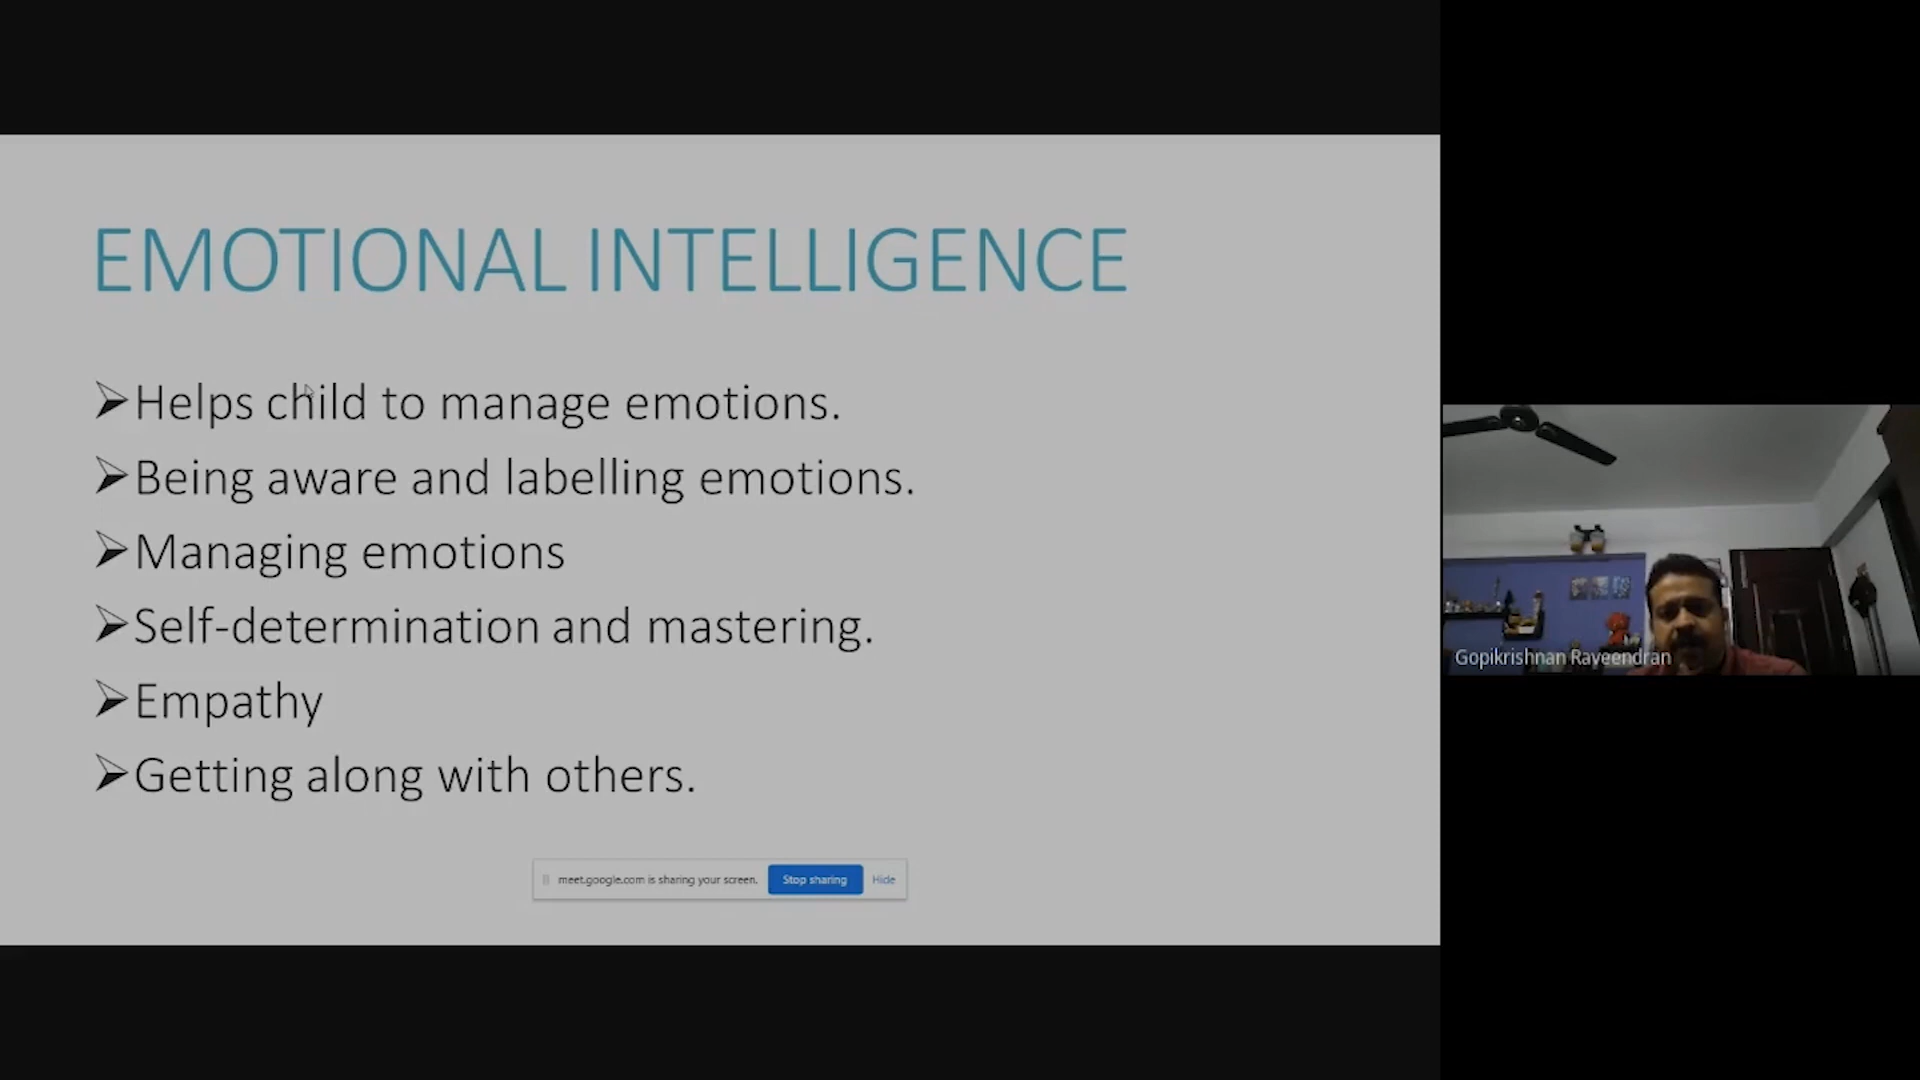 EMOTIONAL INTELLIGENCE
➢Helps child to manage emotions.
➢Being aware and labelling emotions.
➢Managing emotions
➢Self-determination and mastering.
➢Empathy
➢Getting along with others.
meet.google.com is sharing your screen. Stop sharing Hide
Gopikrishnan Raveendran